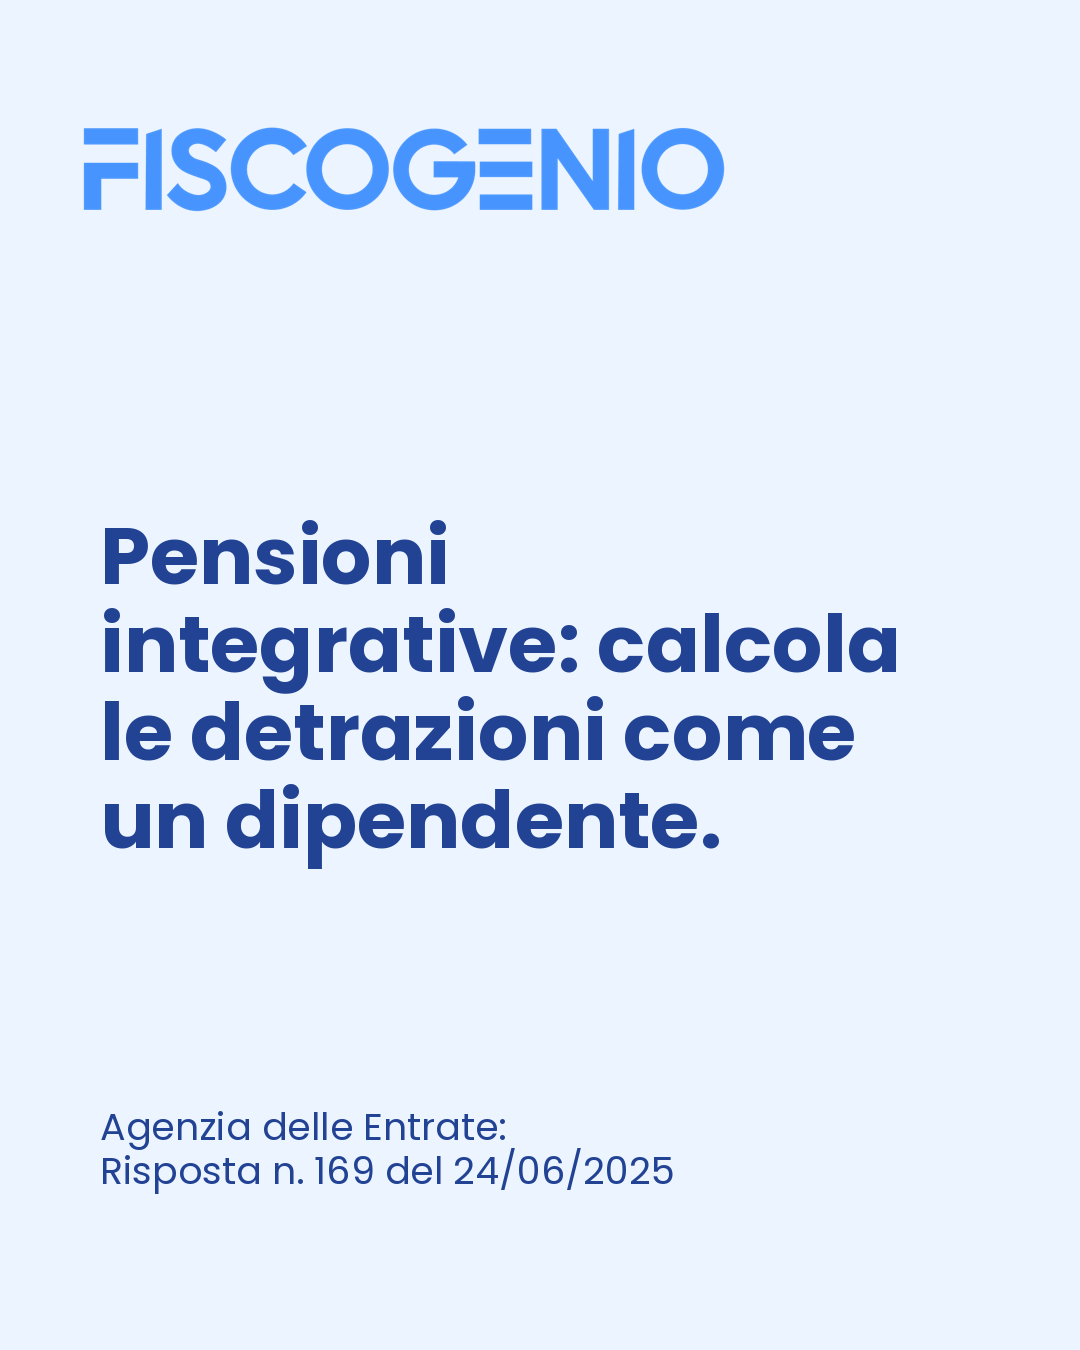 FISCOGENIO
Pensioni
integrative: calcola
le detrazioni come
un dipendente.
Agenzia delle Entrate:
Risposta n. 169 del 24/06/2025